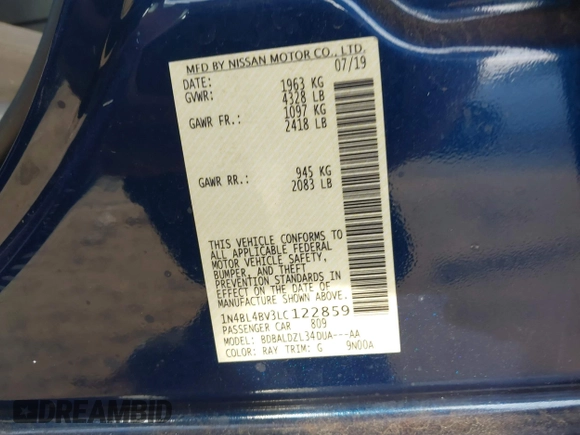 MFD BY NISSAN MOTOR CO., LTD.
07/19
DATE:
GVWR: 1963 KG
4328 LB
GAWR FR.: 1097 KG
2418 LB
GAWR RR.: 945 KG
2083 LB
THIS VEHICLE CONFORMS TO
ALL APPLICABLE FEDERAL
MOTOR VEHICLE SAFETY,
BUMPER, AND THEFT
PREVENTION STANDARDS IN
EFFECT ON THE DATE OF
MANUFACTURE SHOWN ABOVE.
1N4BL4BV3LC122859
PASSENGER CAR 809
MODEL: BDBALDZL34DUA---AA
COLOR: RAY TRIM: G 9N00A
DREAMBID